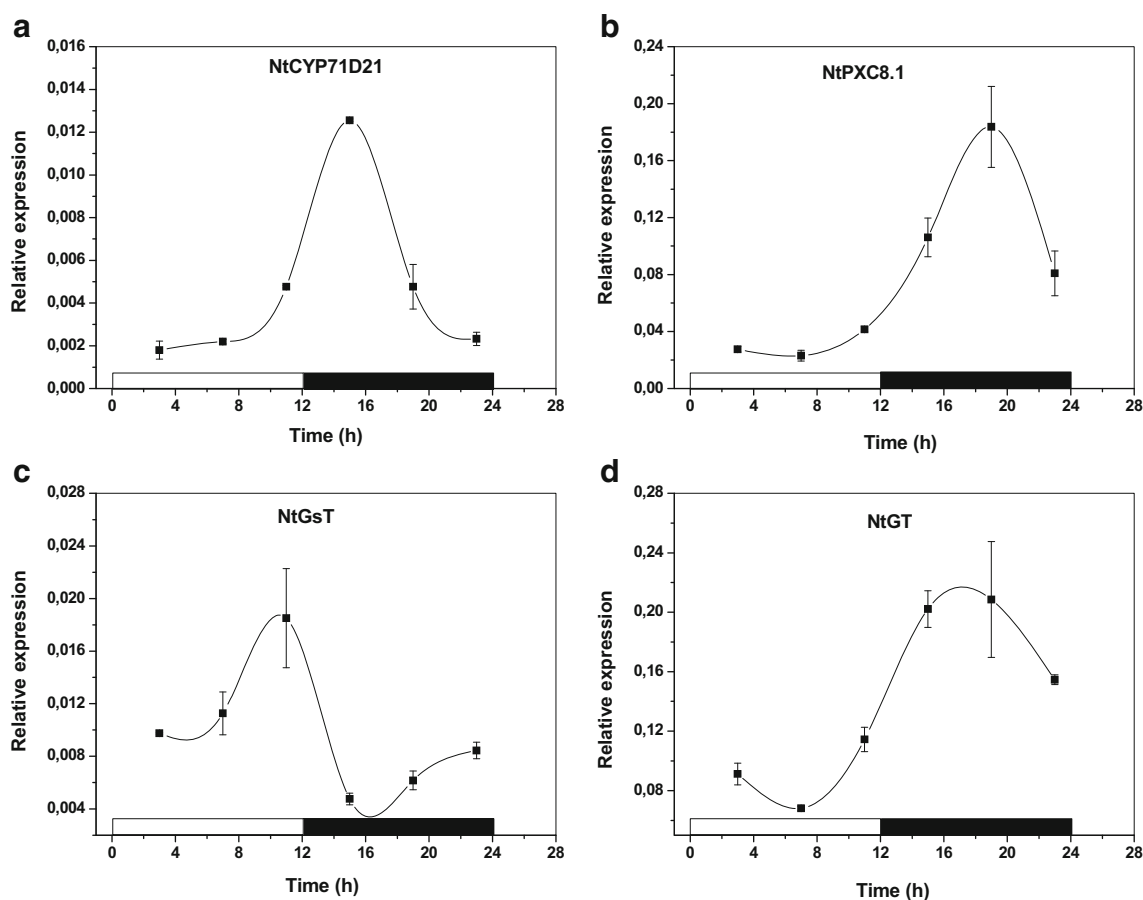 a
0,016
0,014
0,012
0,010
0,008
0,006
0,004
0,002
0,000
Relative expression
NtCYP71D21
0 4 8 12 16 20 24 28
Time (h)
b
0,24
0,20
0,16
0,12
0,08
0,04
0,00
Relative expression
NtPXC8.1
0 4 8 12 16 20 24 28
Time (h)
c
0,028
0,024
0,020
0,016
0,012
0,008
0,004
Relative expression
NtGsT
0 4 8 12 16 20 24 28
Time (h)
d
0,28
0,24
0,20
0,16
0,12
0,08
Relative expression
NtGT
0 4 8 12 16 20 24 28
Time (h)